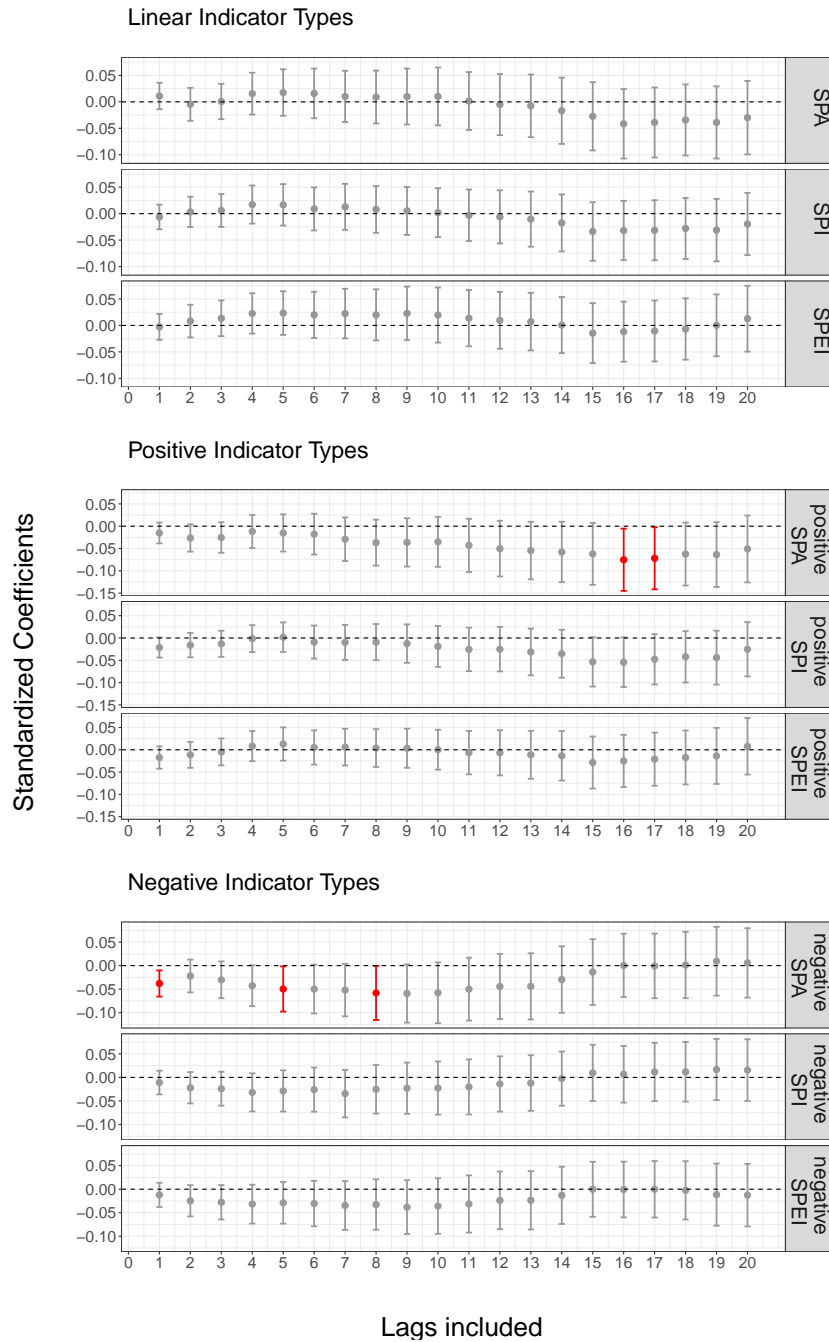 Linear Indicator Types
0.05
0.00
−0.05
−0.10
SPA
0.05
0.00
−0.05
−0.10
SPI
0.05
0.00
−0.05
−0.10
SPEI
0 1 2 3 4 5 6 7 8 9 10 11 12 13 14 15 16 17 18 19 20
Positive Indicator Types
Standardized Coefficients
0.05
0.00
−0.05
−0.10
−0.15
positive
SPA
0.05
0.00
−0.05
−0.10
−0.15
positive
SPI
0.05
0.00
−0.05
−0.10
−0.15
positive
SPEI
0 1 2 3 4 5 6 7 8 9 10 11 12 13 14 15 16 17 18 19 20
Negative Indicator Types
0.05
0.00
−0.05
−0.10
negative
SPA
0.05
0.00
−0.05
−0.10
negative
SPI
0.05
0.00
−0.05
−0.10
negative
SPEI
0 1 2 3 4 5 6 7 8 9 10 11 12 13 14 15 16 17 18 19 20
Lags included